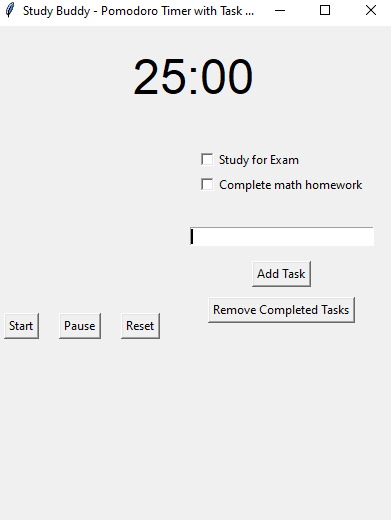 Study Buddy - Pomodoro Timer with Task ...
25:00
Study for Exam
Complete math homework
Add Task
Remove Completed Tasks
Start Pause Reset